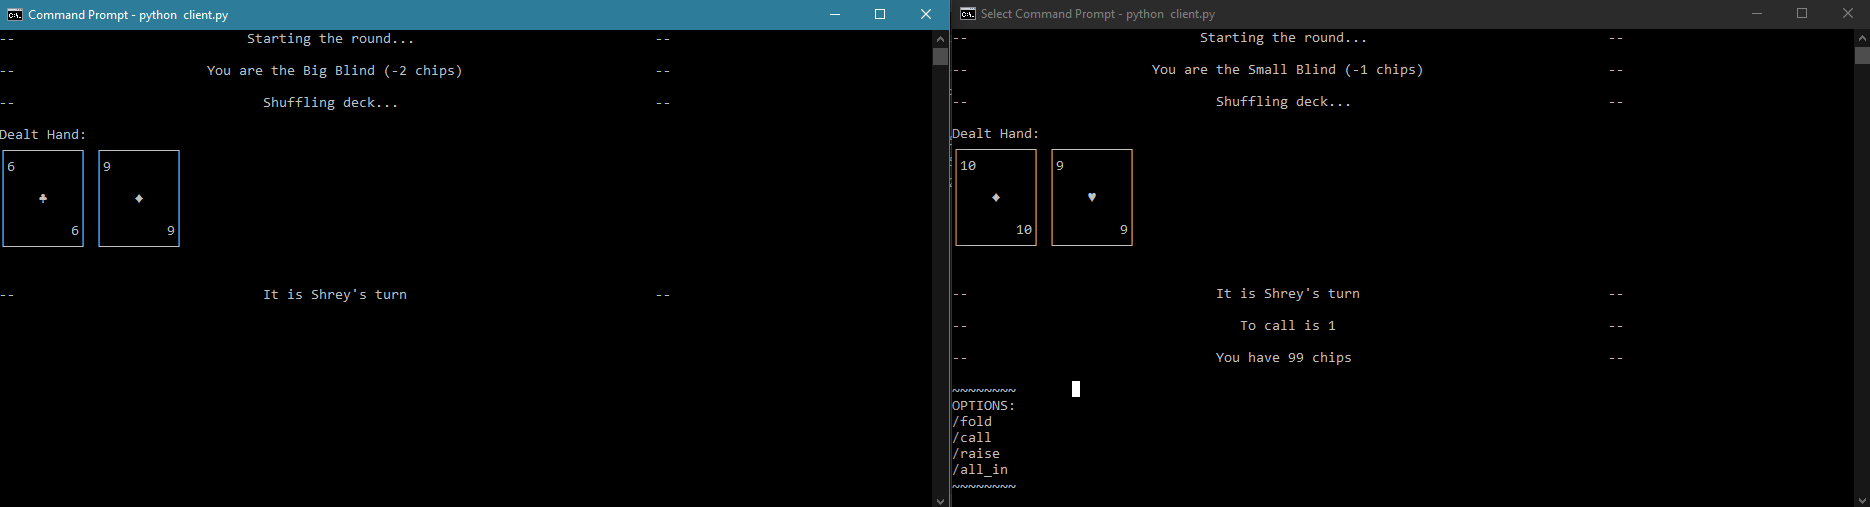 Command Prompt - python  client.py
--                             Starting the round...                              --
--                        You are the Big Blind (-2 chips)                        --
--                               Shuffling deck...                                --
Dealt Hand:
6 9
♣ ♦
6 9
--                               It is Shrey's turn                               --
Select Command Prompt - python  client.py
--                             Starting the round...                              --
--                       You are the Small Blind (-1 chips)                       --
--                               Shuffling deck...                                --
Dealt Hand:
10 9
♦ ♥
10 9
--                               It is Shrey's turn                               --
--                                  To call is 1                                  --
--                               You have 99 chips                                --
~~~~~~~~
OPTIONS:
/fold
/call
/raise
/all_in
~~~~~~~~